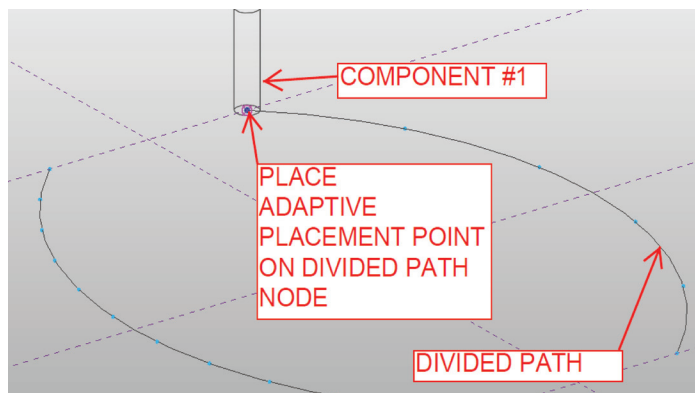 COMPONENT #1
PLACE
ADAPTIVE
PLACEMENT POINT
ON DIVIDED PATH
NODE
DIVIDED PATH